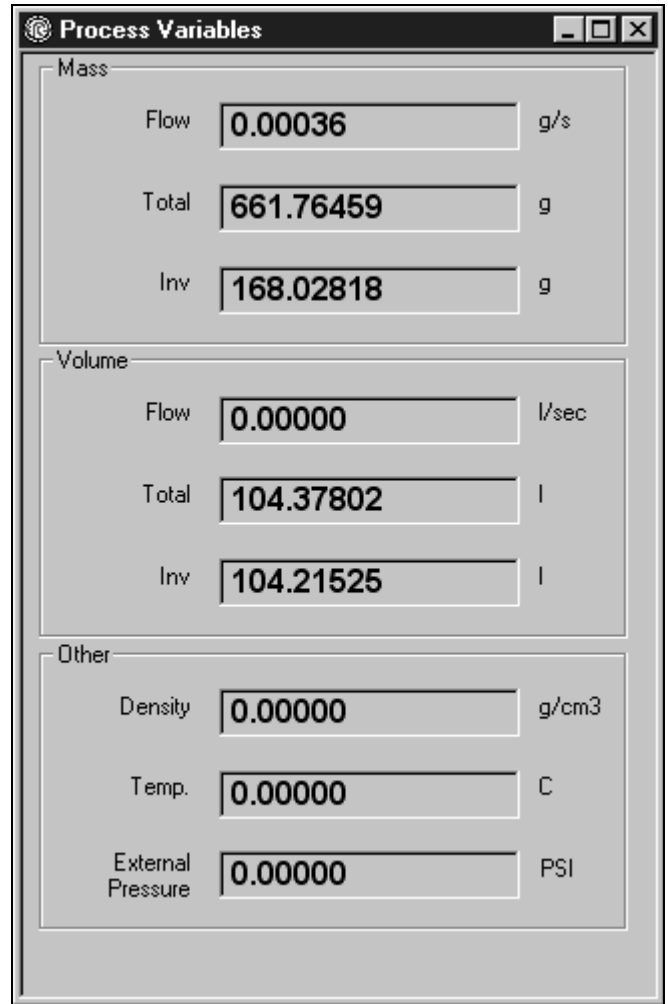 Process Variables
Mass
Flow 0.00036 g/s
Total 661.76459 g
Inv 168.02818 g
Volume
Flow 0.00000 l/sec
Total 104.37802 l
Inv 104.21525 l
Other
Density 0.00000 g/cm3
Temp. 0.00000 C
External
Pressure 0.00000 PSI